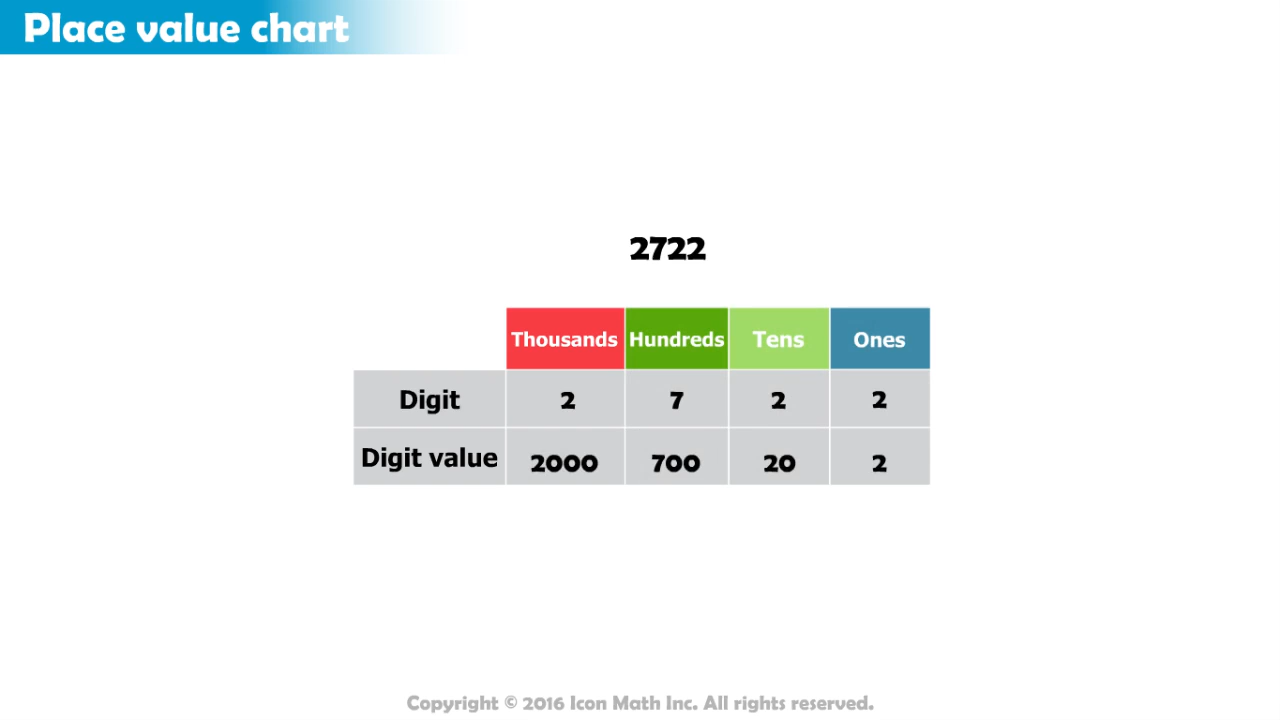 Place value chart
2722
Thousands Hundreds Tens Ones
Digit 2 7 2 2
Digit value 2000 700 20 2
Copyright © 2016 Icon Math Inc. All rights reserved.